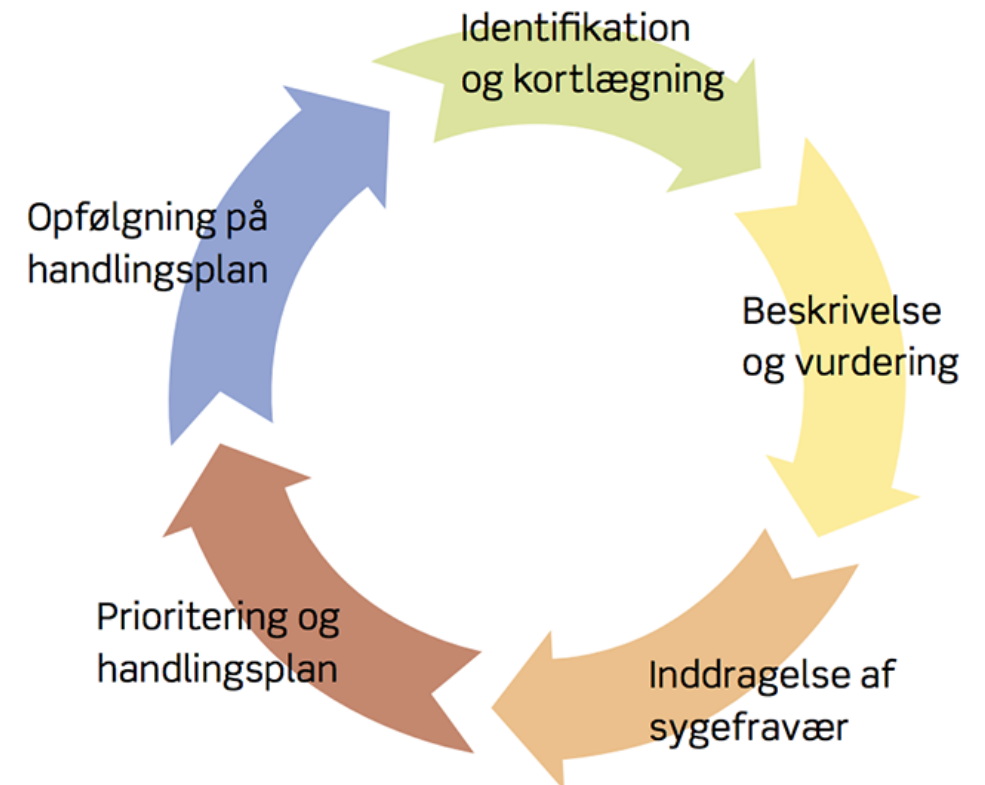 Identifikation
og kortlægning
Beskrivelse
og vurdering
Inddragelse af
sygefravær
Prioritering og
handlingsplan
Opfølgning på
handlingsplan